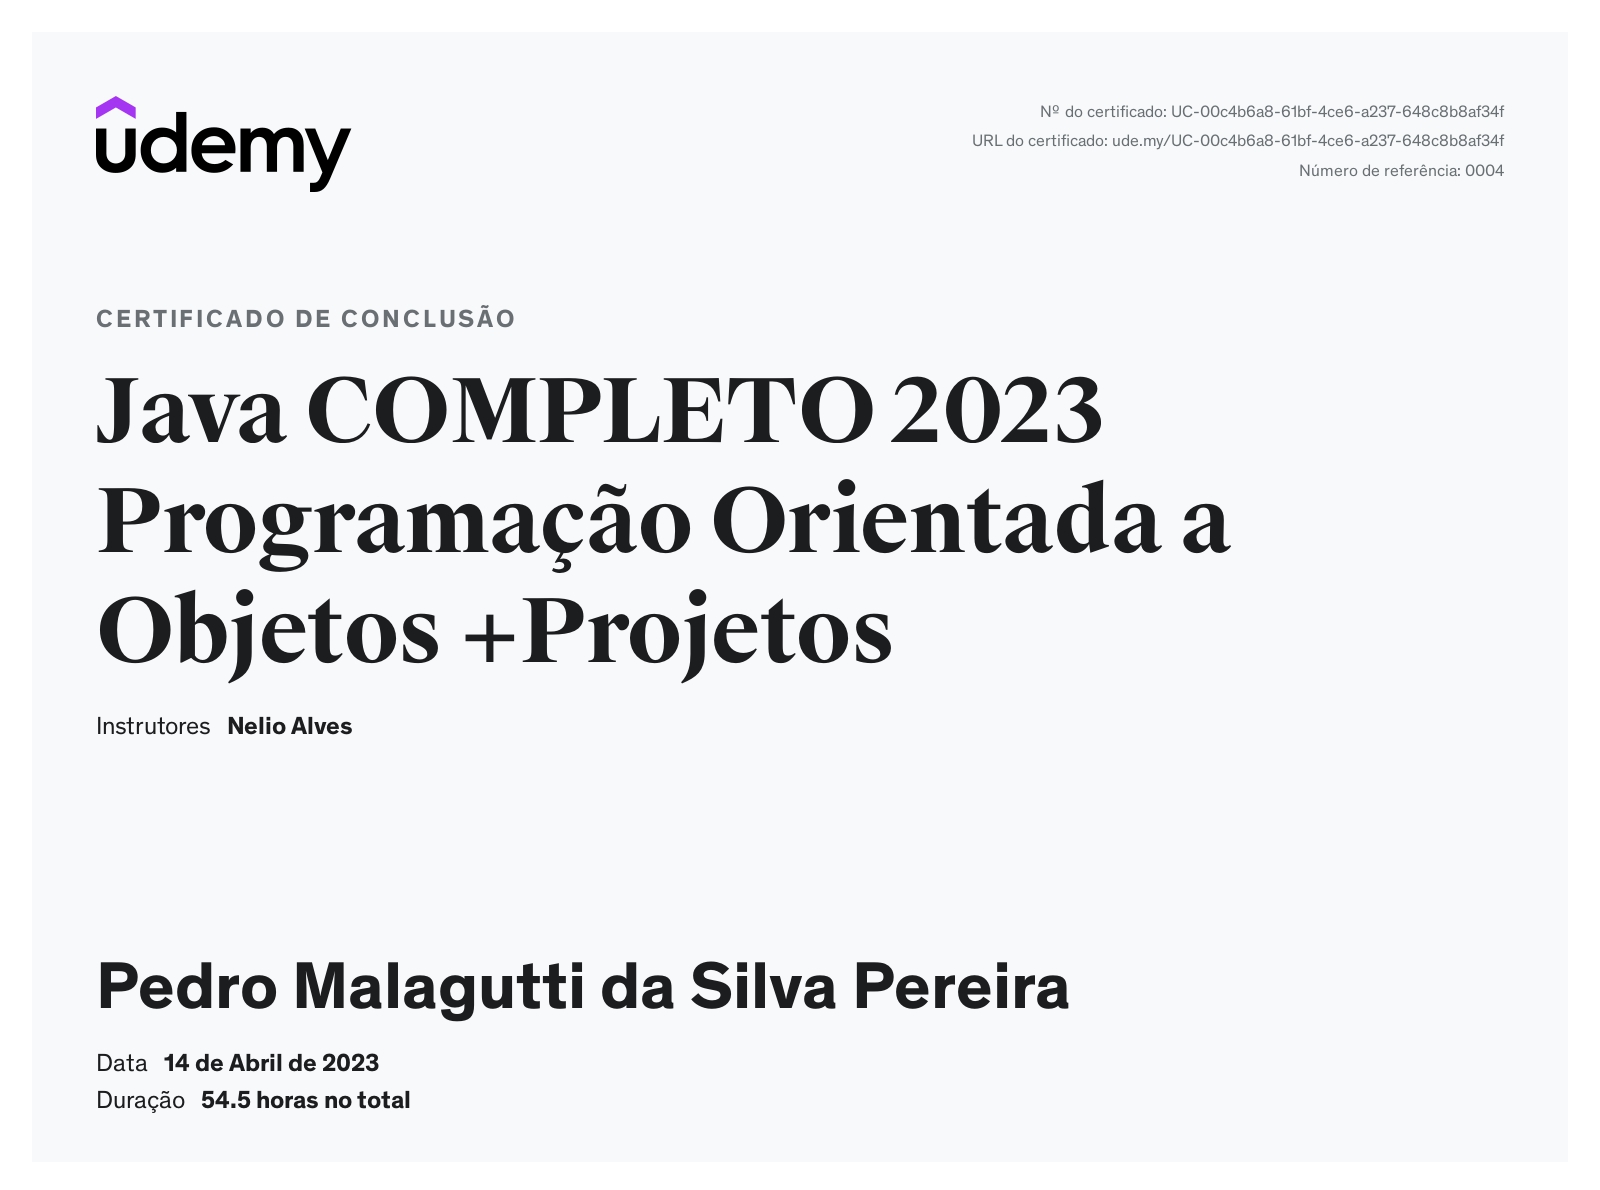 udemy
Nº do certificado: UC-00c4b6a8-61bf-4ce6-a237-648c8b8af34f
URL do certificado: ude.my/UC-00c4b6a8-61bf-4ce6-a237-648c8b8af34f
Número de referência: 0004
CERTIFICADO DE CONCLUSÃO
Java COMPLETO 2023
Programação Orientada a
Objetos +Projetos
Instrutores Nelio Alves
Pedro Malagutti da Silva Pereira
Data 14 de Abril de 2023
Duração 54.5 horas no total